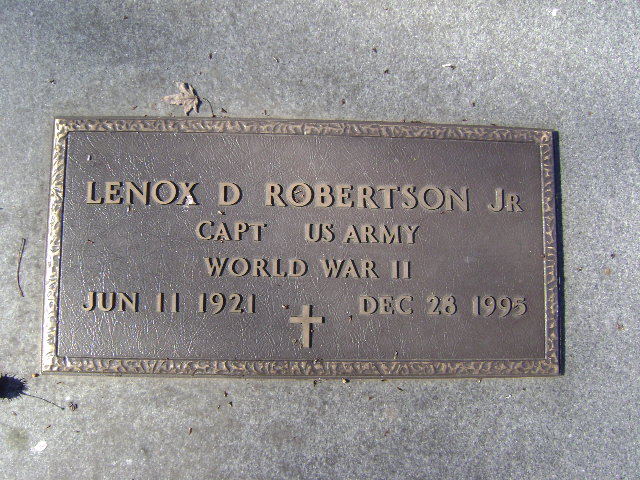 LENOX D ROBERTSON JR
CAPT US ARMY
WORLD WAR II
JUN 11 1921 DEC 28 1995